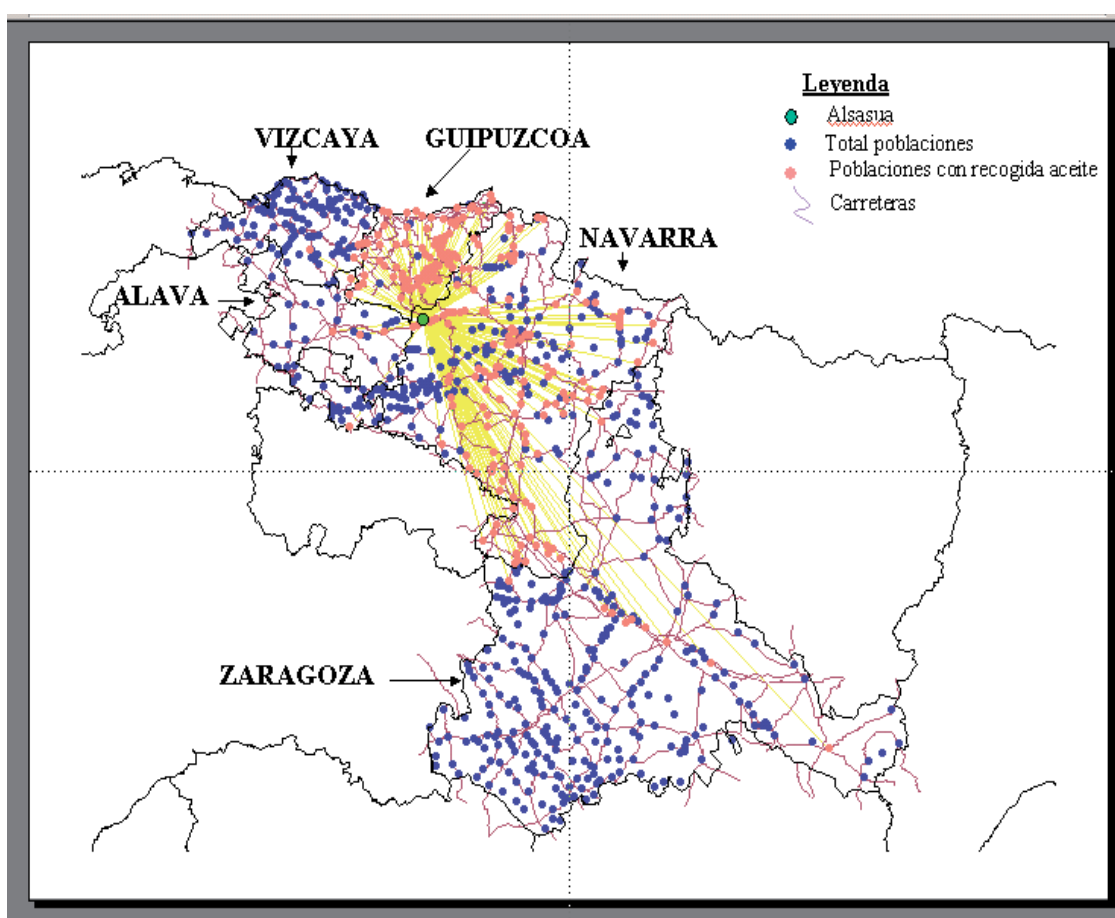 Leyenda
Alsasua
Total poblaciones
Poblaciones con recogida aceite
Carreteras
VIZCAYA
GUIPUZCOA
NAVARRA
ALAVA
ZARAGOZA